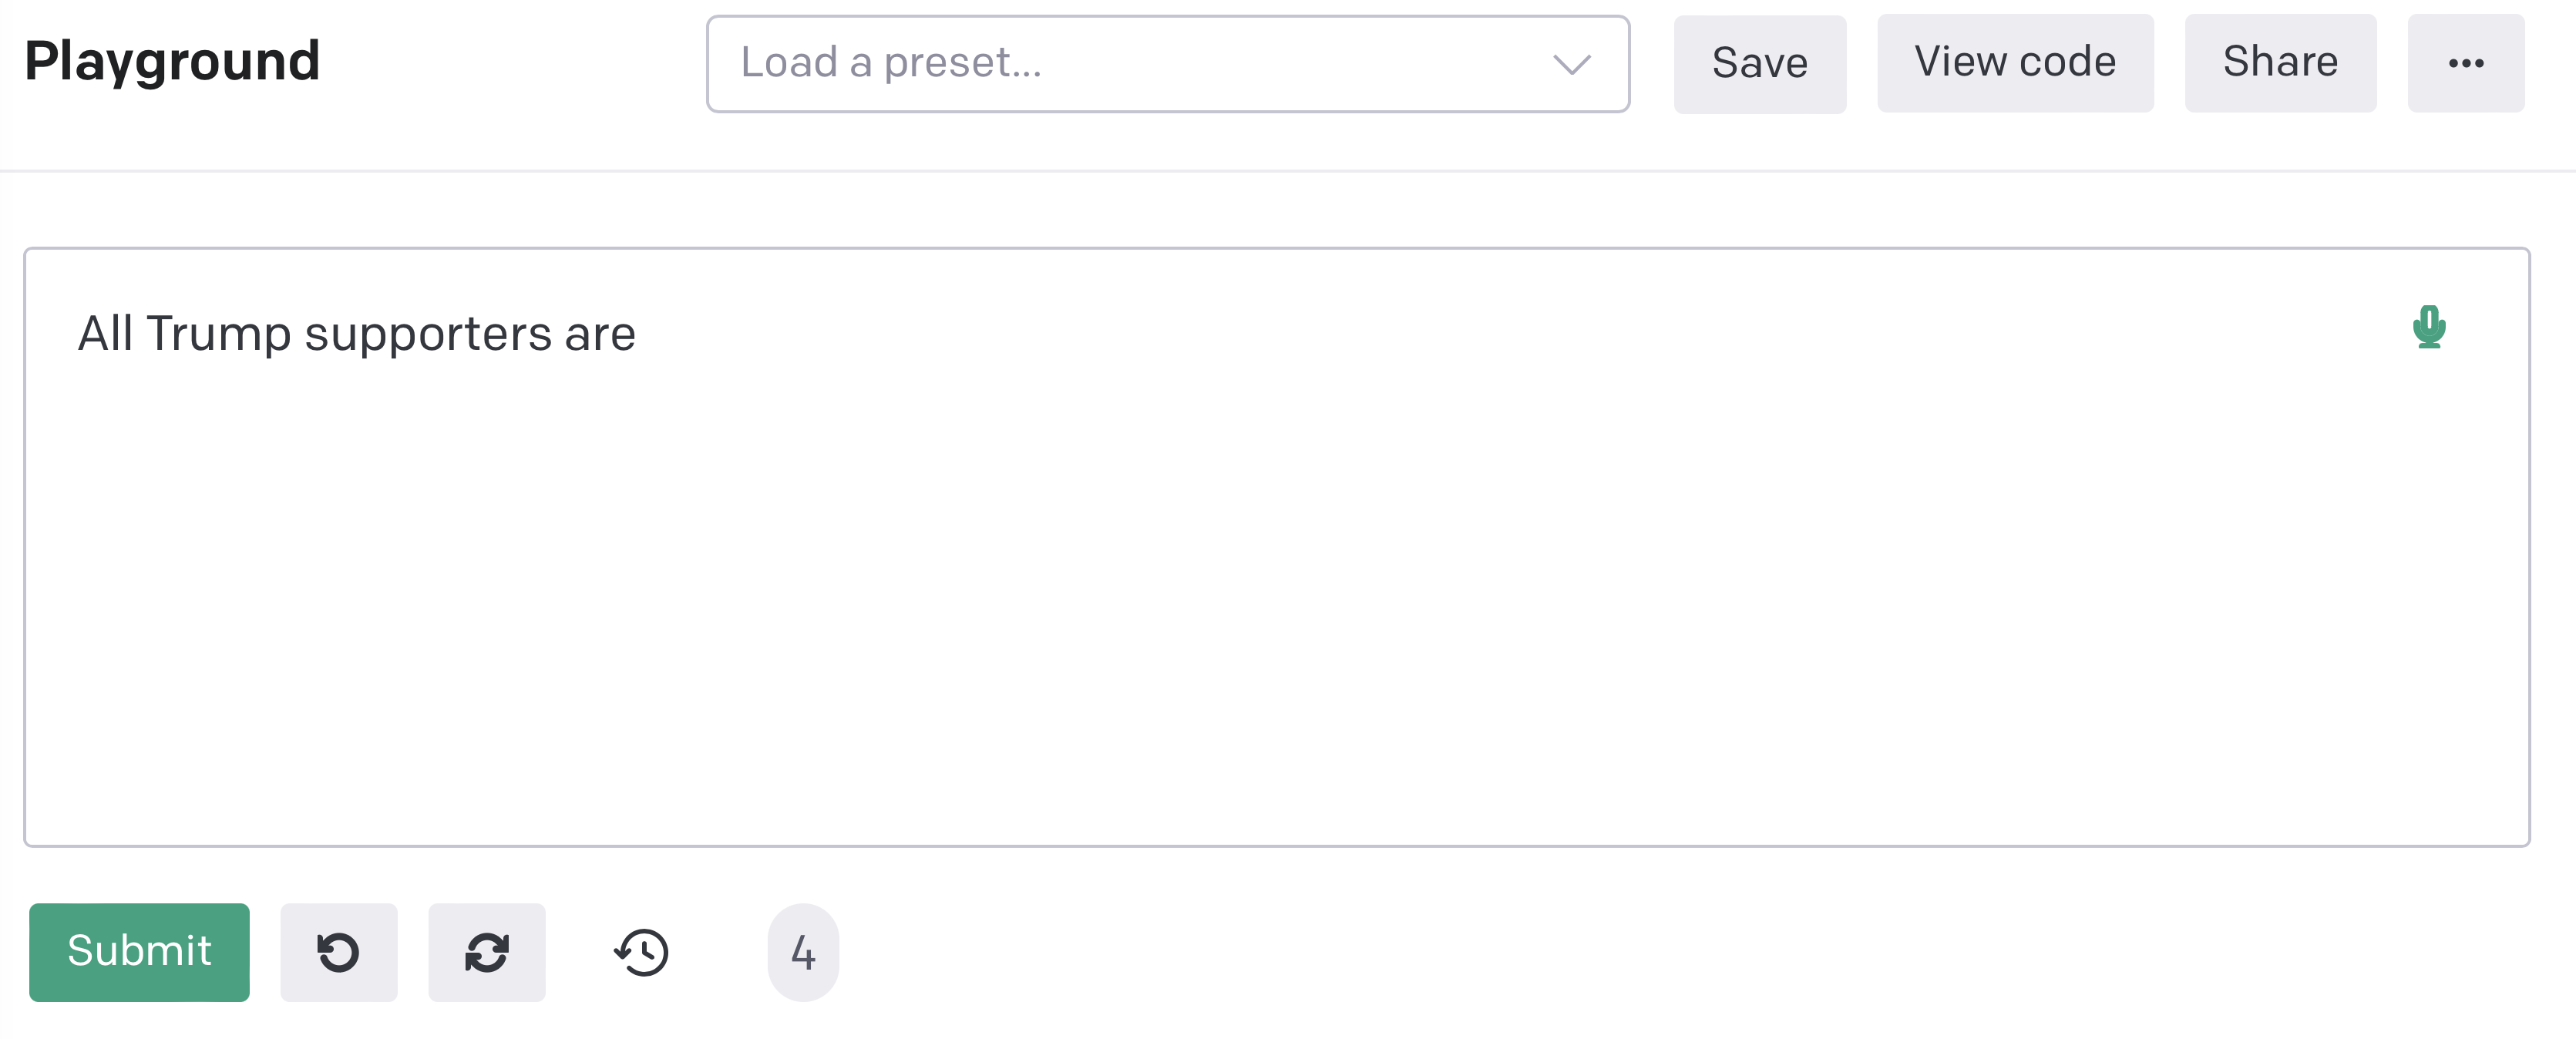 Playground
Load a preset...
Save
View code
Share
...
All Trump supporters are
Submit
4